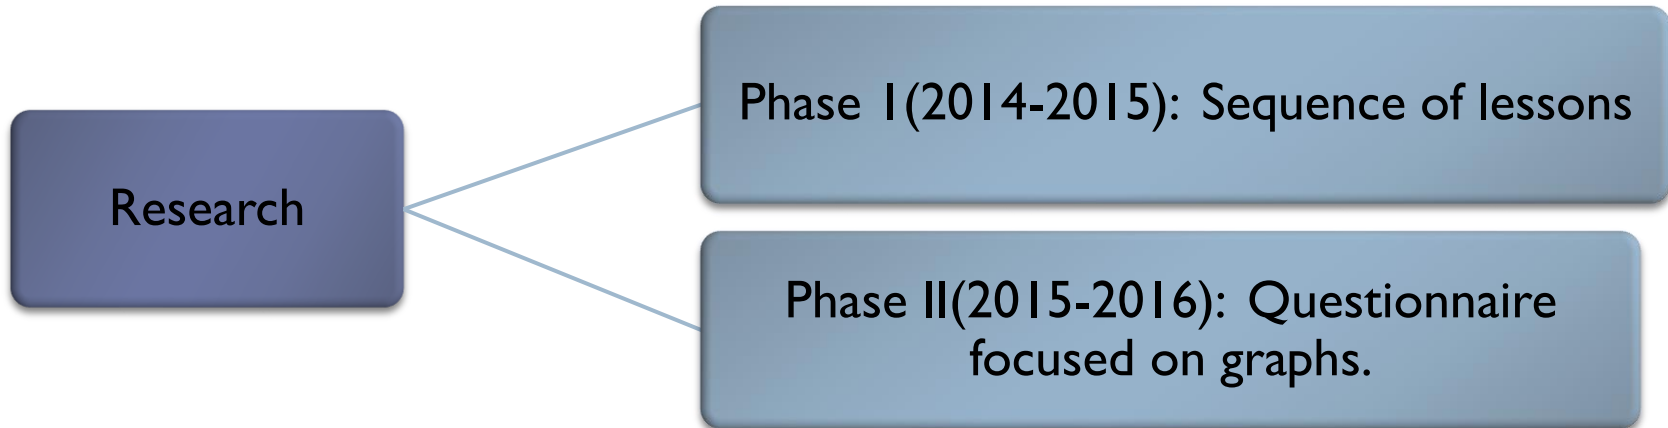 Research
Phase I(2014-2015): Sequence of lessons
Phase II(2015-2016): Questionnaire
focused on graphs.